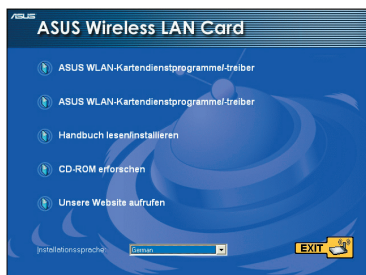 ASUS
ASUS Wireless LAN Card
ASUS WLAN-Kartendienstprogramme/-treiber
ASUS WLAN-Kartendienstprogramme/-treiber
Handbuch lesen/installieren
CD-ROM erforschen
Unsere Website aufrufen
Installationssprache:
German
EXIT